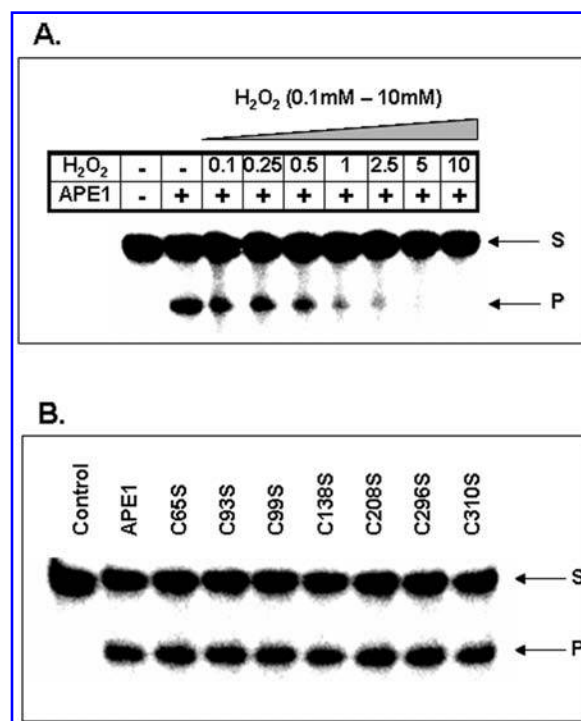 A.
H₂O₂ (0.1mM – 10mM)
H₂O₂ - - 0.1 0.25 0.5 1 2.5 5 10
APE1 - + + + + + + + +
S
P
B.
Control APE1 C65S C93S C99S C138S C208S C296S C310S
S
P